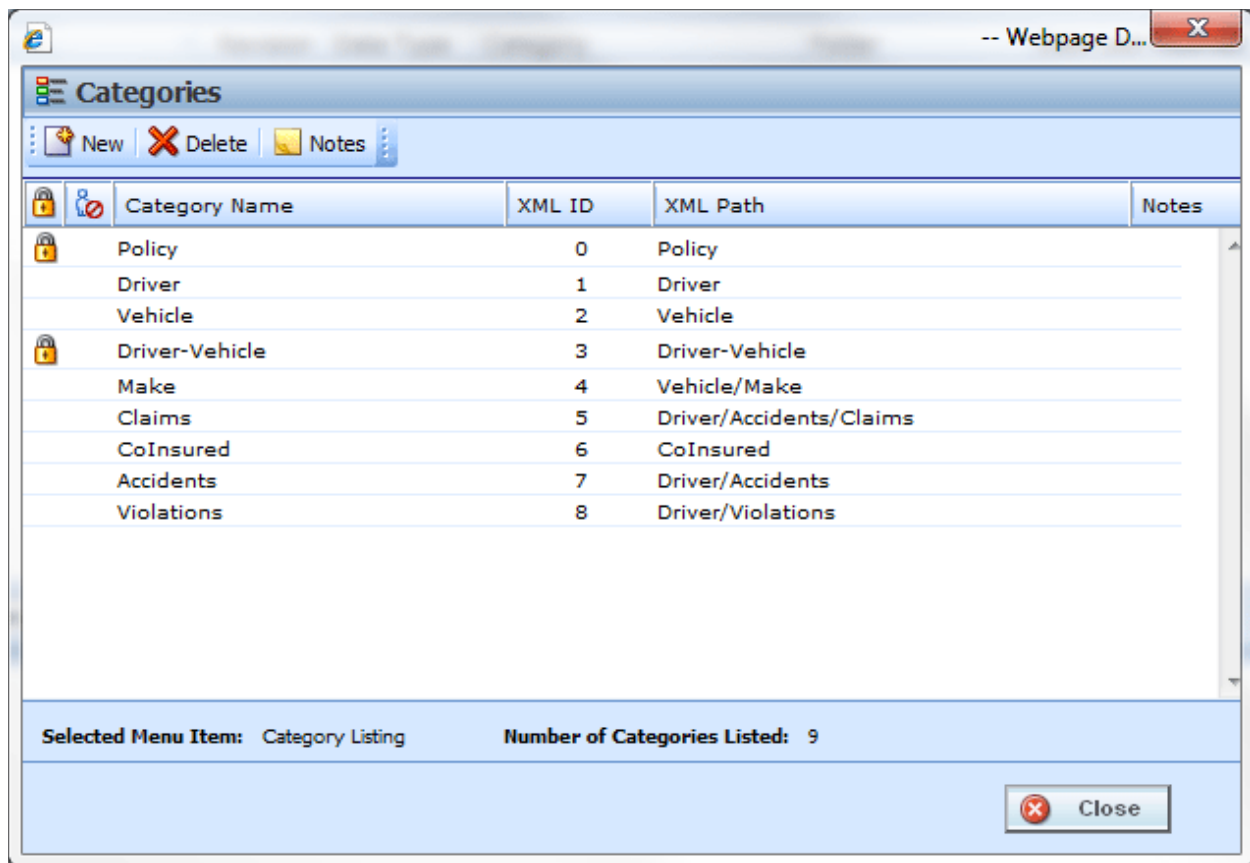 -- Webpage D...
Categories
New Delete Notes
Category Name XML ID XML Path Notes
Policy 0 Policy
Driver 1 Driver
Vehicle 2 Vehicle
Driver-Vehicle 3 Driver-Vehicle
Make 4 Vehicle/Make
Claims 5 Driver/Accidents/Claims
CoInsured 6 CoInsured
Accidents 7 Driver/Accidents
Violations 8 Driver/Violations
Selected Menu Item: Category Listing Number of Categories Listed: 9
Close